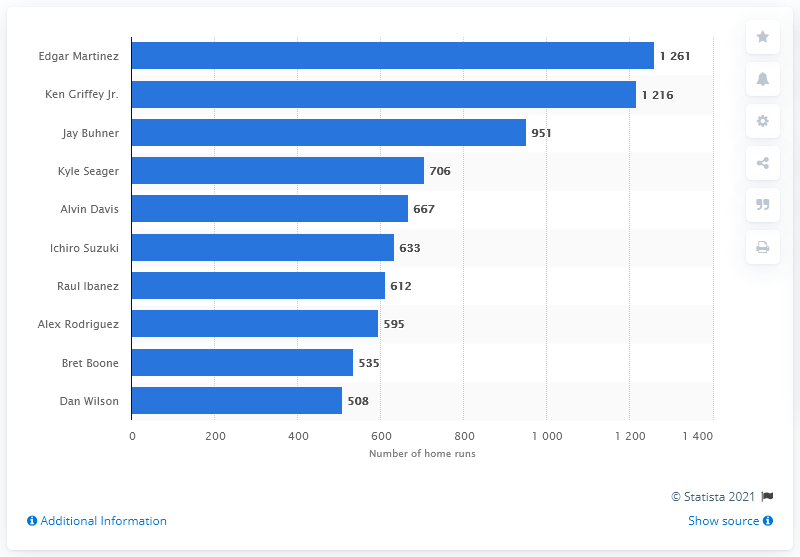 Edgar Martinez 1 261
Ken Griffey Jr. 1 216
Jay Buhner 951
Kyle Seager 706
Alvin Davis 667
Ichiro Suzuki 633
Raul Ibanez 612
Alex Rodriguez 595
Bret Boone 535
Dan Wilson 508
0 200 400 600 800 1 000 1 200 1 400
Number of home runs
© Statista 2021
Additional Information Show source